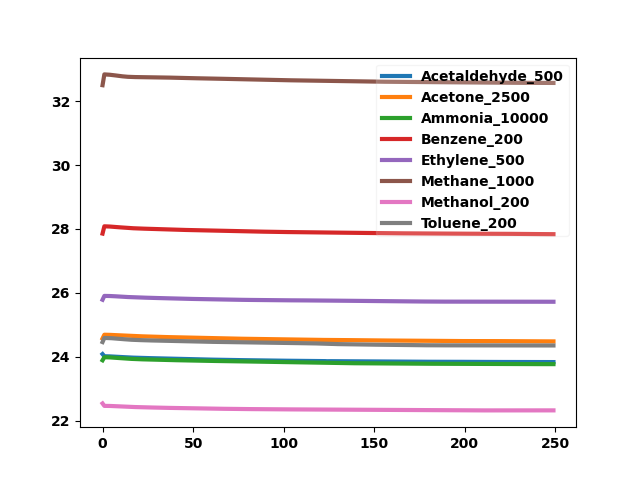 32
30
28
26
24
22
0 50 100 150 200 250
Acetaldehyde_500
Acetone_2500
Ammonia_10000
Benzene_200
Ethylene_500
Methane_1000
Methanol_200
Toluene_200